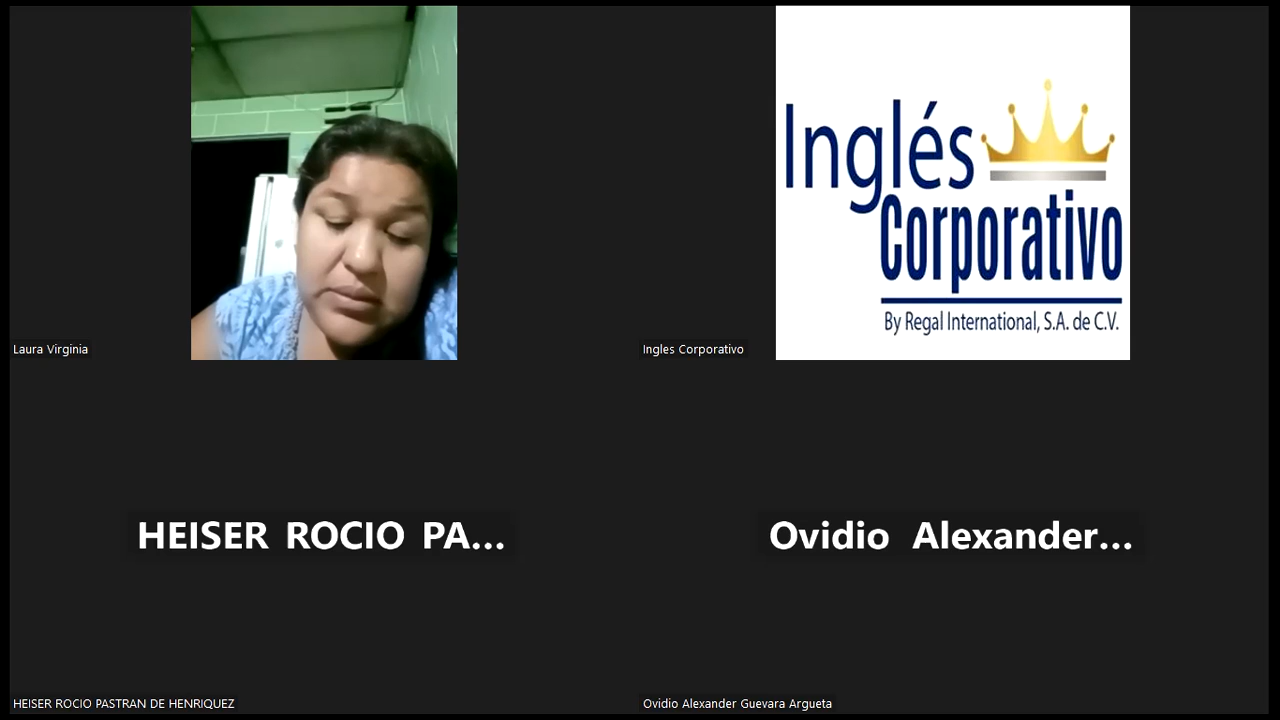 Inglés
Corporativo
By Regal International, S.A. de C.V.
Laura Virginia
Ingles Corporativo
HEISER ROCIO PA...
Ovidio Alexander...
HEISER ROCIO PASTRAN DE HENRIQUEZ
Ovidio Alexander Guevara Argueta